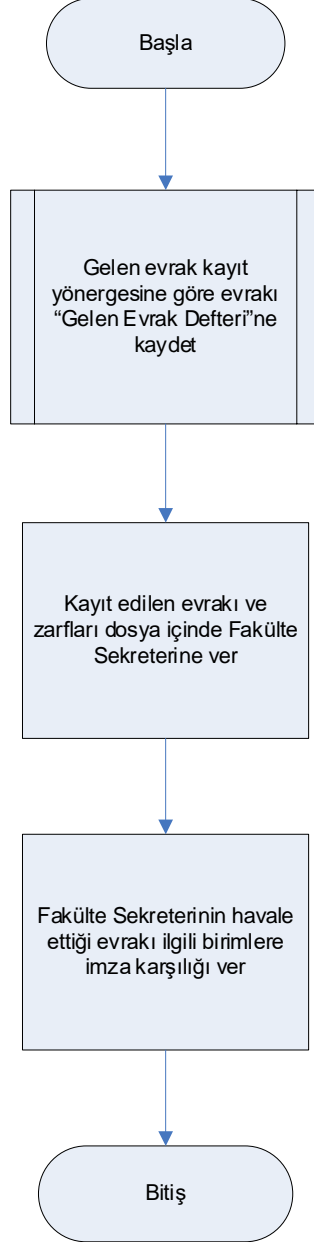 Başla
Gelen evrak kayıt
yönergesine göre evrakı
“Gelen Evrak Defteri”ne
kaydet
Kayıt edilen evrakı ve
zarfları dosya içinde Fakülte
Sekreterine ver
Fakülte Sekreterinin havale
ettiği evrakı ilgili birimlere
imza karşılığı ver
Bitiş